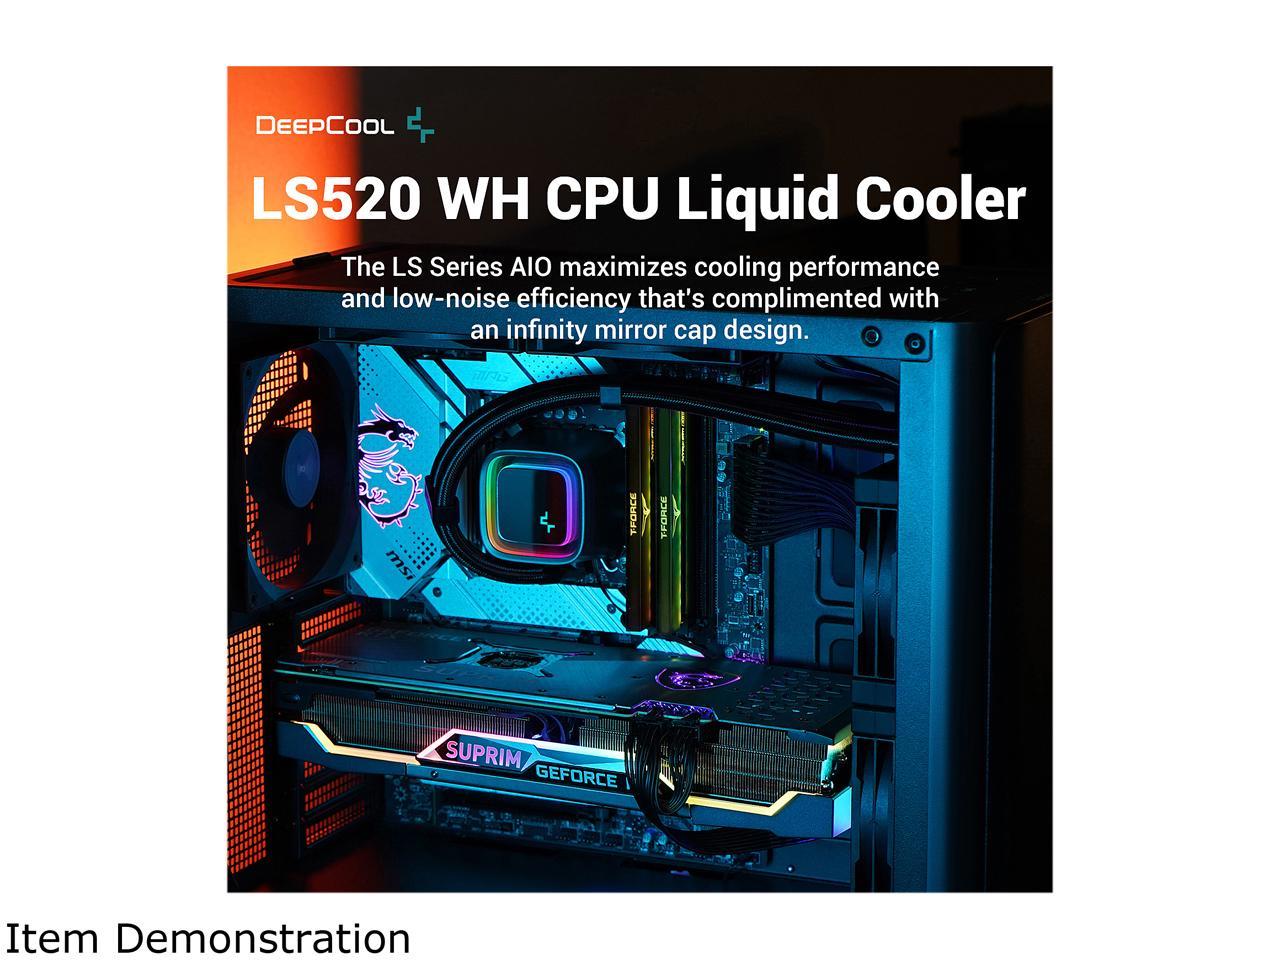 DEEPCOOL
LS520 WH CPU Liquid Cooler
The LS Series AIO maximizes cooling performance
and low-noise efficiency that's complimented with
an infinity mirror cap design.
MPG
msi
T-FORCE
T-FORCE
SUPRIM
GEFORCE
Item Demonstration